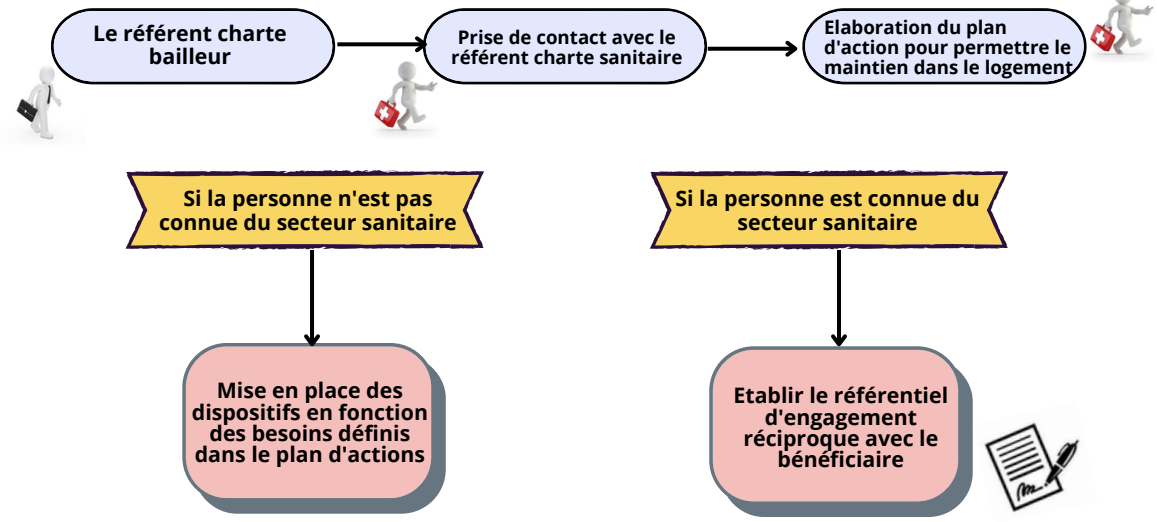 Le référent charte
bailleur
Prise de contact avec le
référent charte sanitaire
Elaboration du plan
d'action pour permettre le
maintien dans le logement
Si la personne n'est pas
connue du secteur sanitaire
Si la personne est connue du
secteur sanitaire
Mise en place des
dispositifs en fonction
des besoins définis
dans le plan d'actions
Etablir le référentiel
d'engagement
réciproque avec le
bénéficiaire